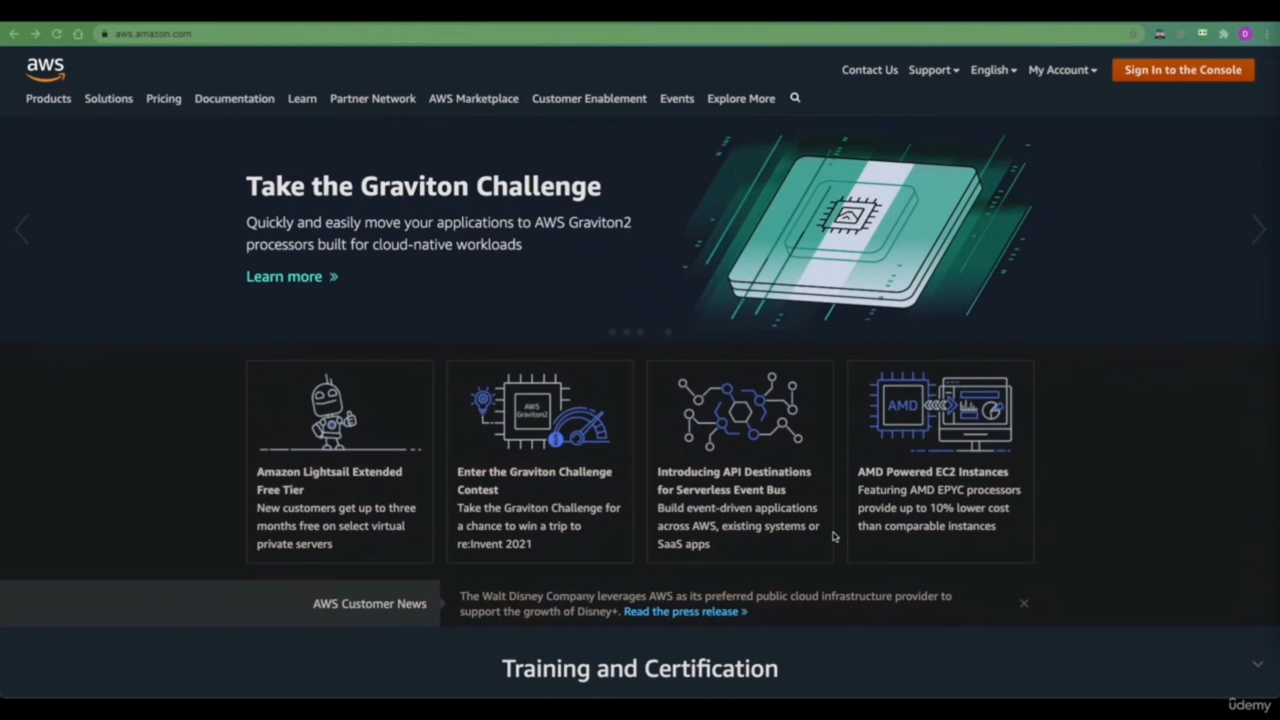 aws.amazon.com
D
aws
Contact Us Support English My Account Sign In to the Console
Products Solutions Pricing Documentation Learn Partner Network AWS Marketplace Customer Enablement Events Explore More
Take the Graviton Challenge
Quickly and easily move your applications to AWS Graviton2
processors built for cloud-native workloads
Learn more »
AWS
Graviton2
AMD
Amazon Lightsail Extended
Free Tier
New customers get up to three
months free on select virtual
private servers
Enter the Graviton Challenge
Contest
Take the Graviton Challenge for
a chance to win a trip to
re:Invent 2021
Introducing API Destinations
for Serverless Event Bus
Build event-driven applications
across AWS, existing systems or
SaaS apps
AMD Powered EC2 Instances
Featuring AMD EPYC processors
provide up to 10% lower cost
than comparable instances
AWS Customer News
The Walt Disney Company leverages AWS as its preferred public cloud infrastructure provider to
support the growth of Disney+. Read the press release »
Training and Certification
ûdemy